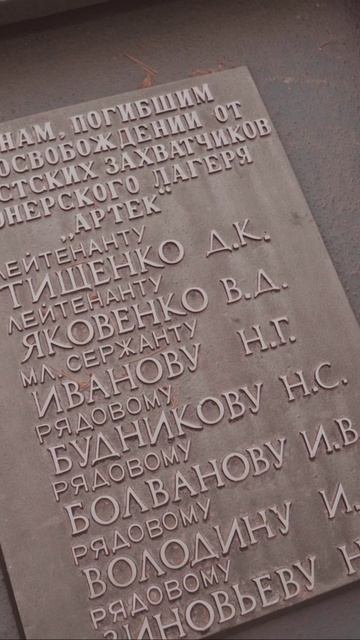 НАМ, ПОГИБШИМ
ОСВОБОЖДЕНИИ ОТ
СТСКИХ ЗАХВАТЧИКОВ
ОНЕРСКОГО ЛАГЕРЯ
„АРТЕК"
ЛЕЙТЕНАНТУ
ТИЩЕНКО Д.К.
ЛЕЙТЕНАНТУ
ЯКОВЕНКО В.Д.
МЛ. СЕРЖАНТУ
ИВАНОВУ Н.Г.
РЯДОВОМУ
БУДНИКОВУ Н.С.
РЯДОВОМУ
БОЛВАНОВУ И.В
РЯДОВОМУ
ВОЛОДИНУ И.
РЯДОВОМУ
ЗИНОВЬЕВУ Н